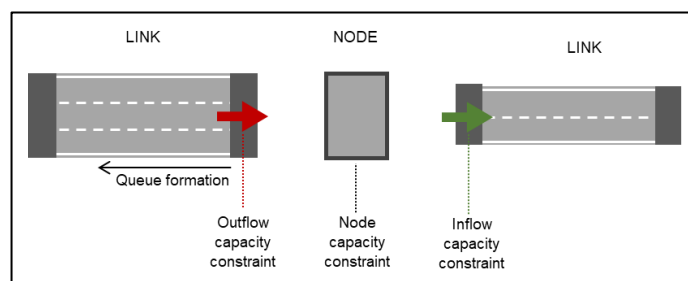 LINK
NODE
LINK
Queue formation
Outflow
capacity
constraint
Node
capacity
constraint
Inflow
capacity
constraint